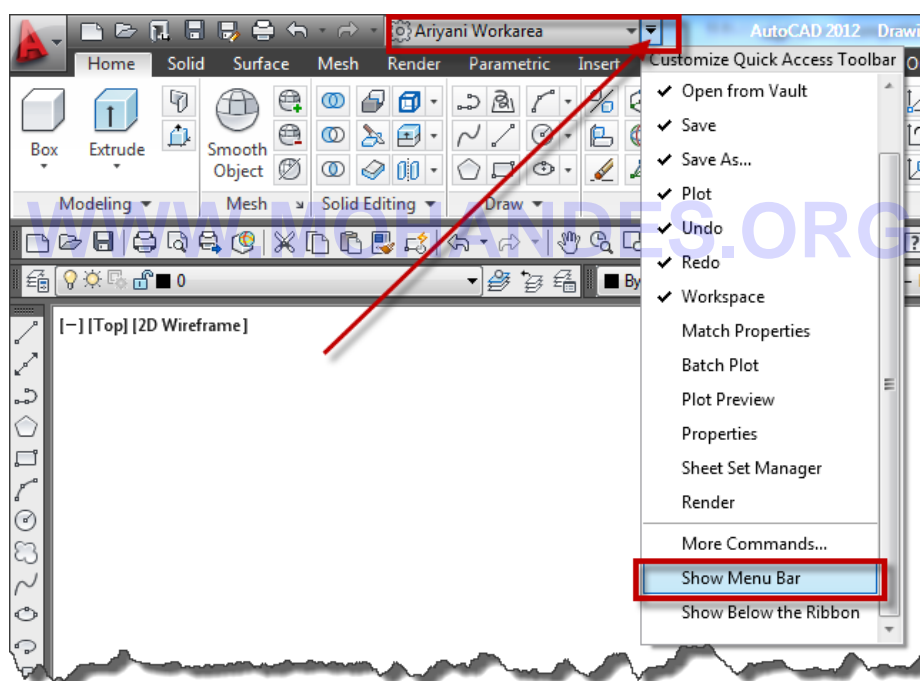 Ariyani Workarea
AutoCAD 2012 Drawi
Home Solid Surface Mesh Render Parametric Insert
Customize Quick Access Toolbar
Open from Vault
Save
Save As...
Plot
Undo
Redo
Workspace
Match Properties
Batch Plot
Plot Preview
Properties
Sheet Set Manager
Render
More Commands...
Show Menu Bar
Show Below the Ribbon
Box
Extrude
Smooth
Object
Modeling
Mesh
Solid Editing
Draw
WWW.MOHANDES.ORG
0
By
[−] [Top] [2D Wireframe]